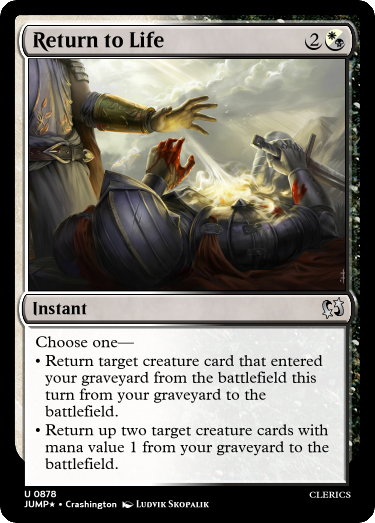 Return to Life 2
Instant
Choose one—
• Return target creature card that entered
your graveyard from the battlefield this
turn from your graveyard to the
battlefield.
• Return up two target creature cards with
mana value 1 from your graveyard to the
battlefield.
U 0878
JUMP★ • Crashington Ludvik Skopalik
CLERICS